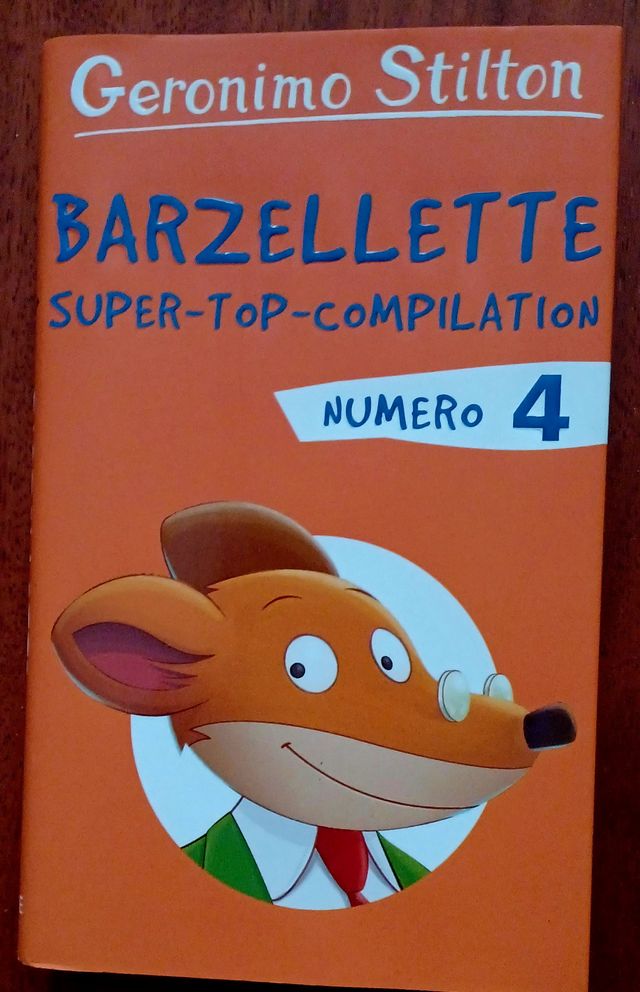 Geronimo Stilton
BARZELLETTE
SUPER-TOP-COMPILATION
NUMERO 4